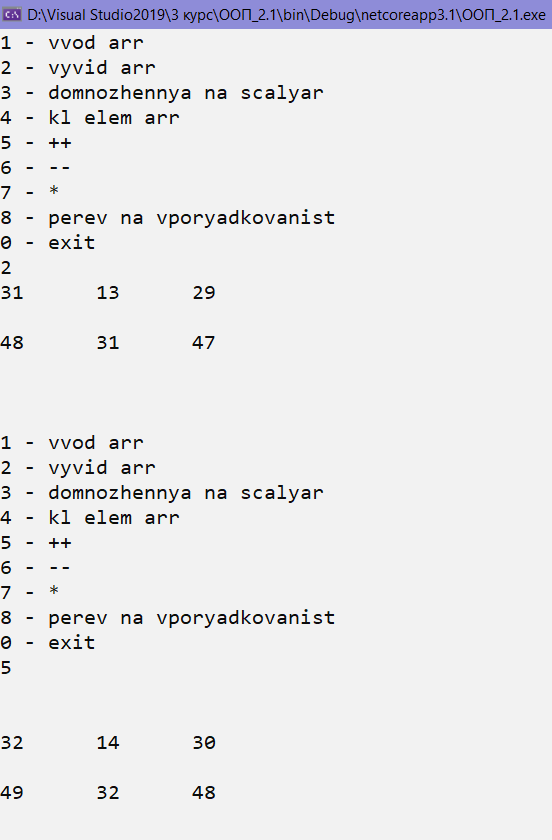 D:\Visual Studio2019\3 курс\ООП_2.1\bin\Debug\netcoreapp3.1\ООП_2.1.exe
1 - vvod arr
2 - vyvid arr
3 - domnozhennya na scalyar
4 - kl elem arr
5 - ++
6 - --
7 - *
8 - perev na vporyadkovanist
0 - exit
2
31 13 29
48 31 47
1 - vvod arr
2 - vyvid arr
3 - domnozhennya na scalyar
4 - kl elem arr
5 - ++
6 - --
7 - *
8 - perev na vporyadkovanist
0 - exit
5
32 14 30
49 32 48